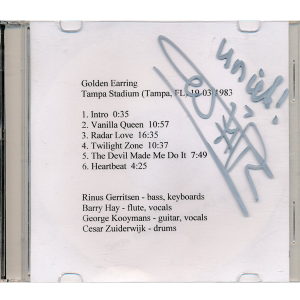 Golden Earring
Tampa Stadium (Tampa, FL, 19-03-1983
1. Intro 0:35
2. Vanilla Queen 10:57
3. Radar Love 16:35
4. Twilight Zone 10:37
5. The Devil Made Me Do It 7:49
6. Heartbeat 4:25
Rinus Gerritsen - bass, keyboards
Barry Hay - flute, vocals
George Kooymans - guitar, vocals
Cesar Zuiderwijk - drums